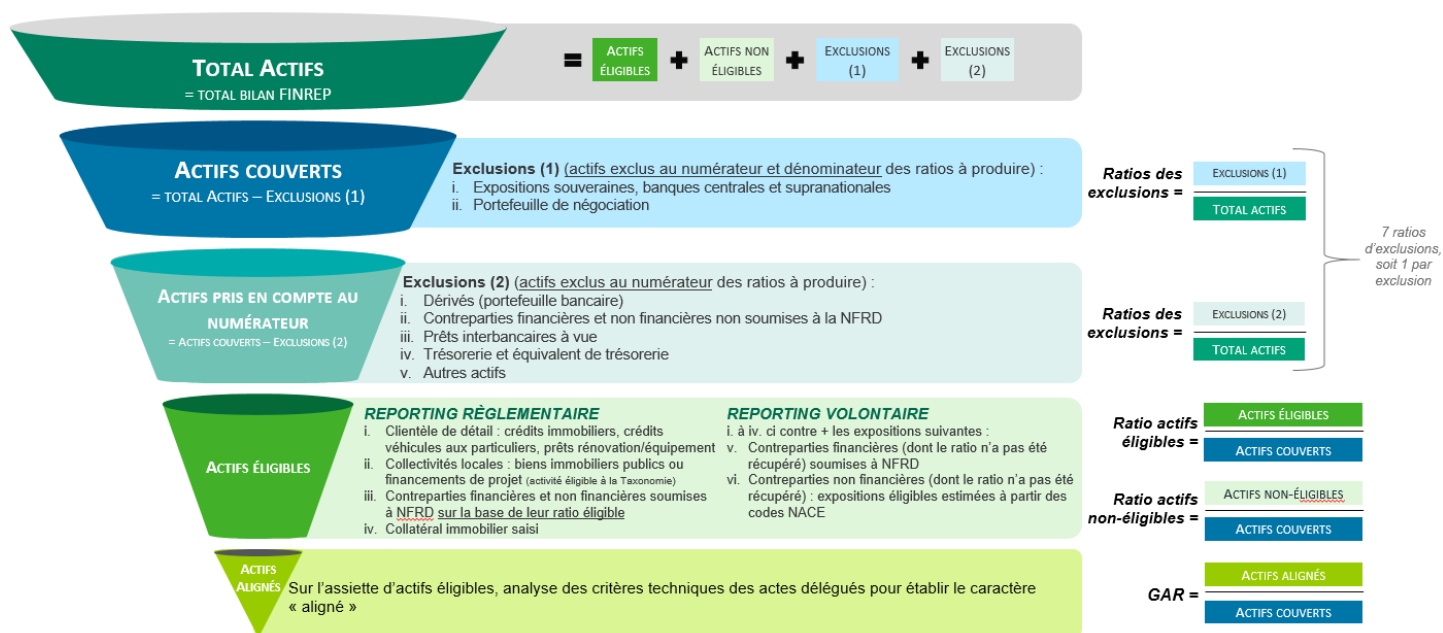 TOTAL ACTIFS
= TOTAL BILAN FINREP
=
ACTIFS
ÉLIGIBLES
+
ACTIFS NON
ÉLIGIBLES
+
EXCLUSIONS
(1)
+
EXCLUSIONS
(2)
ACTIFS COUVERTS
= TOTAL ACTIFS – EXCLUSIONS (1)
Exclusions (1) (actifs exclus au numérateur et dénominateur des ratios à produire) :
i. Expositions souveraines, banques centrales et supranationales
ii. Portefeuille de négociation
Ratios des
exclusions =
EXCLUSIONS (1)
TOTAL ACTIFS
7 ratios
d'exclusions,
soit 1 par
exclusion
ACTIFS PRIS EN COMPTE AU
NUMÉRATEUR
= ACTIFS COUVERTS – EXCLUSIONS (2)
Exclusions (2) (actifs exclus au numérateur des ratios à produire) :
i. Dérivés (portefeuille bancaire)
ii. Contreparties financières et non financières non soumises à la NFRD
iii. Prêts interbancaires à vue
iv. Trésorerie et équivalent de trésorerie
v. Autres actifs
Ratios des
exclusions =
EXCLUSIONS (2)
TOTAL ACTIFS
ACTIFS ÉLIGIBLES
REPORTING RÈGLEMENTAIRE
i. Clientèle de détail : crédits immobiliers, crédits
véhicules aux particuliers, prêts rénovation/équipement
ii. Collectivités locales : biens immobiliers publics ou
financements de projet (activité éligible à la Taxonomie)
iii. Contreparties financières et non financières soumises
à NFRD sur la base de leur ratio éligible
iv. Collatéral immobilier saisi
REPORTING VOLONTAIRE
i. à iv. ci contre + les expositions suivantes :
v. Contreparties financières (dont le ratio n'a pas été
récupéré) soumises à NFRD
vi. Contreparties non financières (dont le ratio n'a pas été
récupéré) : expositions éligibles estimées à partir des
codes NACE
Ratio actifs
éligibles =
ACTIFS ÉLIGIBLES
ACTIFS COUVERTS
Ratio actifs
non-éligibles =
ACTIFS NON-ÉLIGIBLES
ACTIFS COUVERTS
ACTIFS
ALIGNÉS
Sur l'assiette d'actifs éligibles, analyse des critères techniques des actes délégués pour établir le caractère
« aligné »
GAR =
ACTIFS ALIGNÉS
ACTIFS COUVERTS